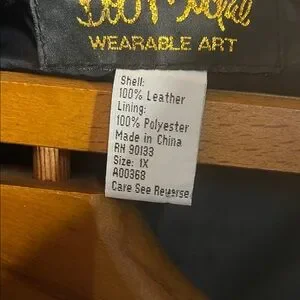 WEARABLE ART
Shell:
100% Leather
Lining:
100% Polyester
Made in China
RN 90133
Size: 1X
A00368
Care See Reverse